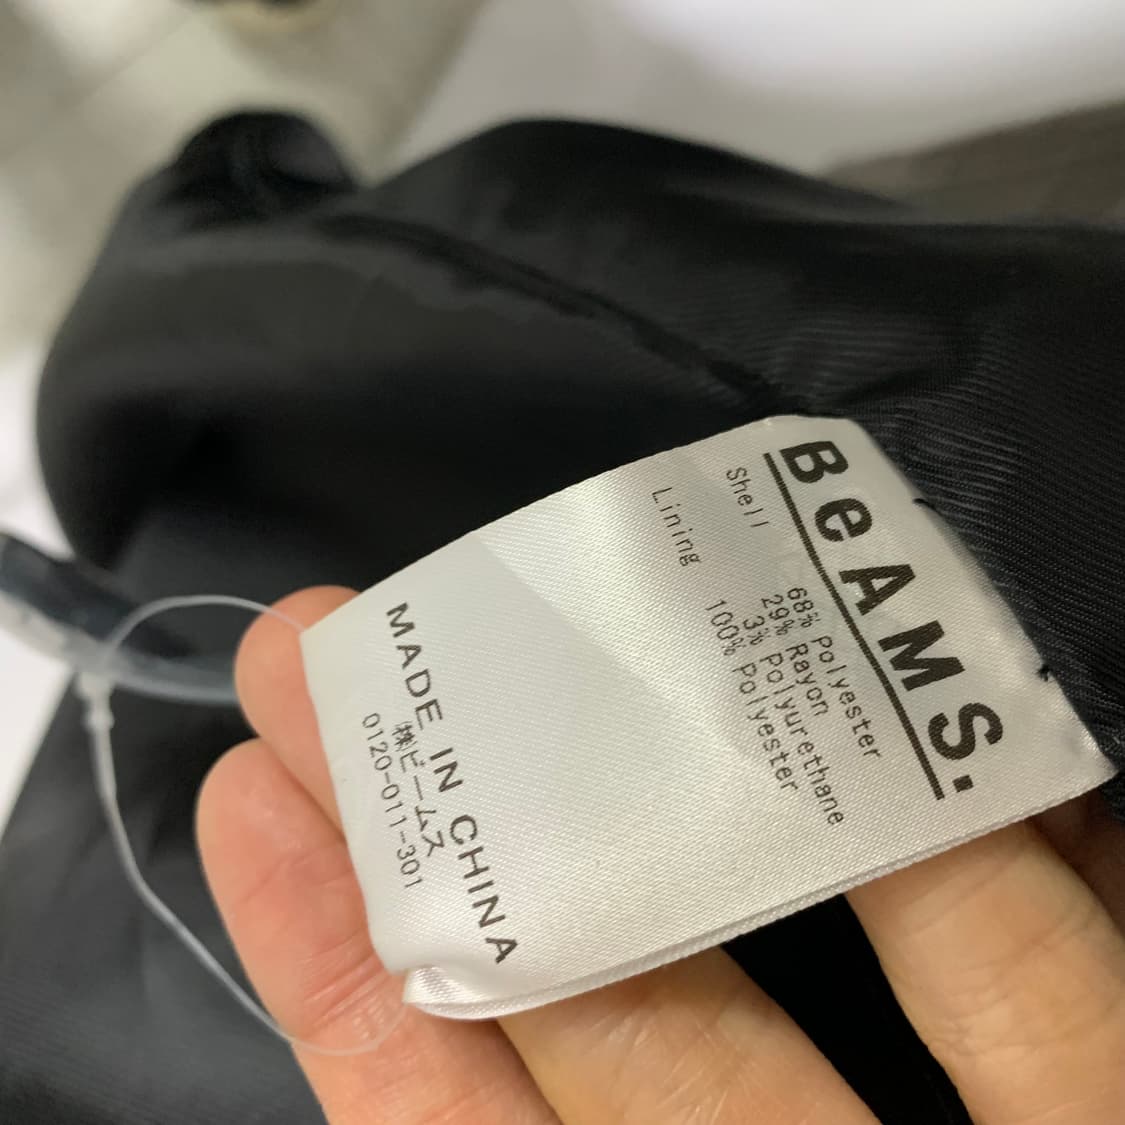 BeAMS.
Shell 68% Polyester
29% Rayon
3% Polyurethane
Lining 100% Polyester
MADE IN CHINA
㈱ビームス
0120-011-301